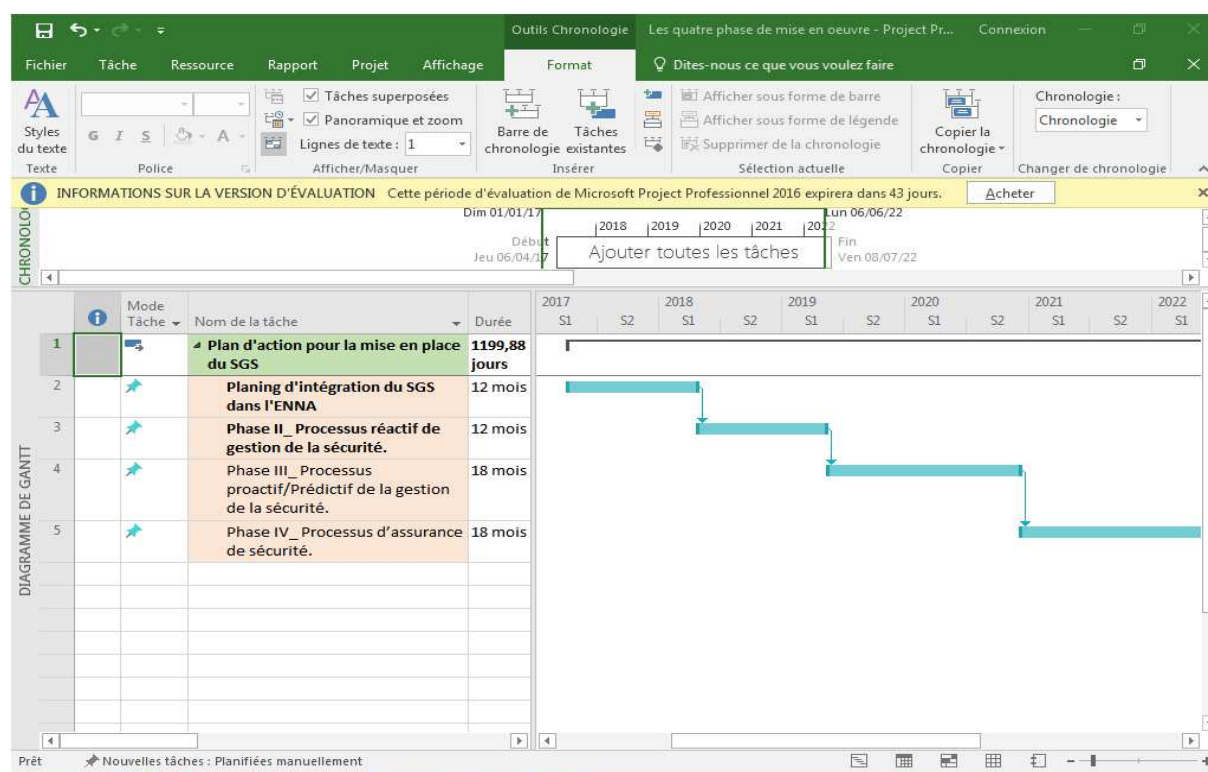 Outils Chronologie Les quatre phase de mise en oeuvre - Project Pr... Connexion
Fichier Tâche Ressource Rapport Projet Affichage Format Dites-nous ce que vous voulez faire
Styles du texte
Texte
G I S A
Police
Tâches superposées
Panoramique et zoom
Lignes de texte : 1
Afficher/Masquer
Barre de chronologie
Tâches existantes
Insérer
Afficher sous forme de barre
Afficher sous forme de légende
Supprimer de la chronologie
Sélection actuelle
Copier la chronologie
Copier
Chronologie :
Chronologie
Changer de chronologie
INFORMATIONS SUR LA VERSION D'ÉVALUATION Cette période d'évaluation de Microsoft Project Professionnel 2016 expirera dans 43 jours. Acheter
CHRONOLO
Dim 01/01/17 Lun 06/06/22
2018 2019 2020 2021 2022
Début
Jeu 06/04/17
Ajouter toutes les tâches
Fin
Ven 08/07/22
DIAGRAMME DE GANTT
Mode Tâche Nom de la tâche Durée
2017 2018 2019 2020 2021 2022
S1 S2 S1 S2 S1 S2 S1 S2 S1 S2 S1
1 Plan d'action pour la mise en place 1199,88
du SGS jours
2 Planing d'intégration du SGS 12 mois
dans l'ENNA
3 Phase II_ Processus réactif de 12 mois
gestion de la sécurité.
4 Phase III_ Processus 18 mois
proactif/Prédictif de la gestion
de la sécurité.
5 Phase IV_ Processus d'assurance 18 mois
de sécurité.
Prêt Nouvelles tâches : Planifiées manuellement